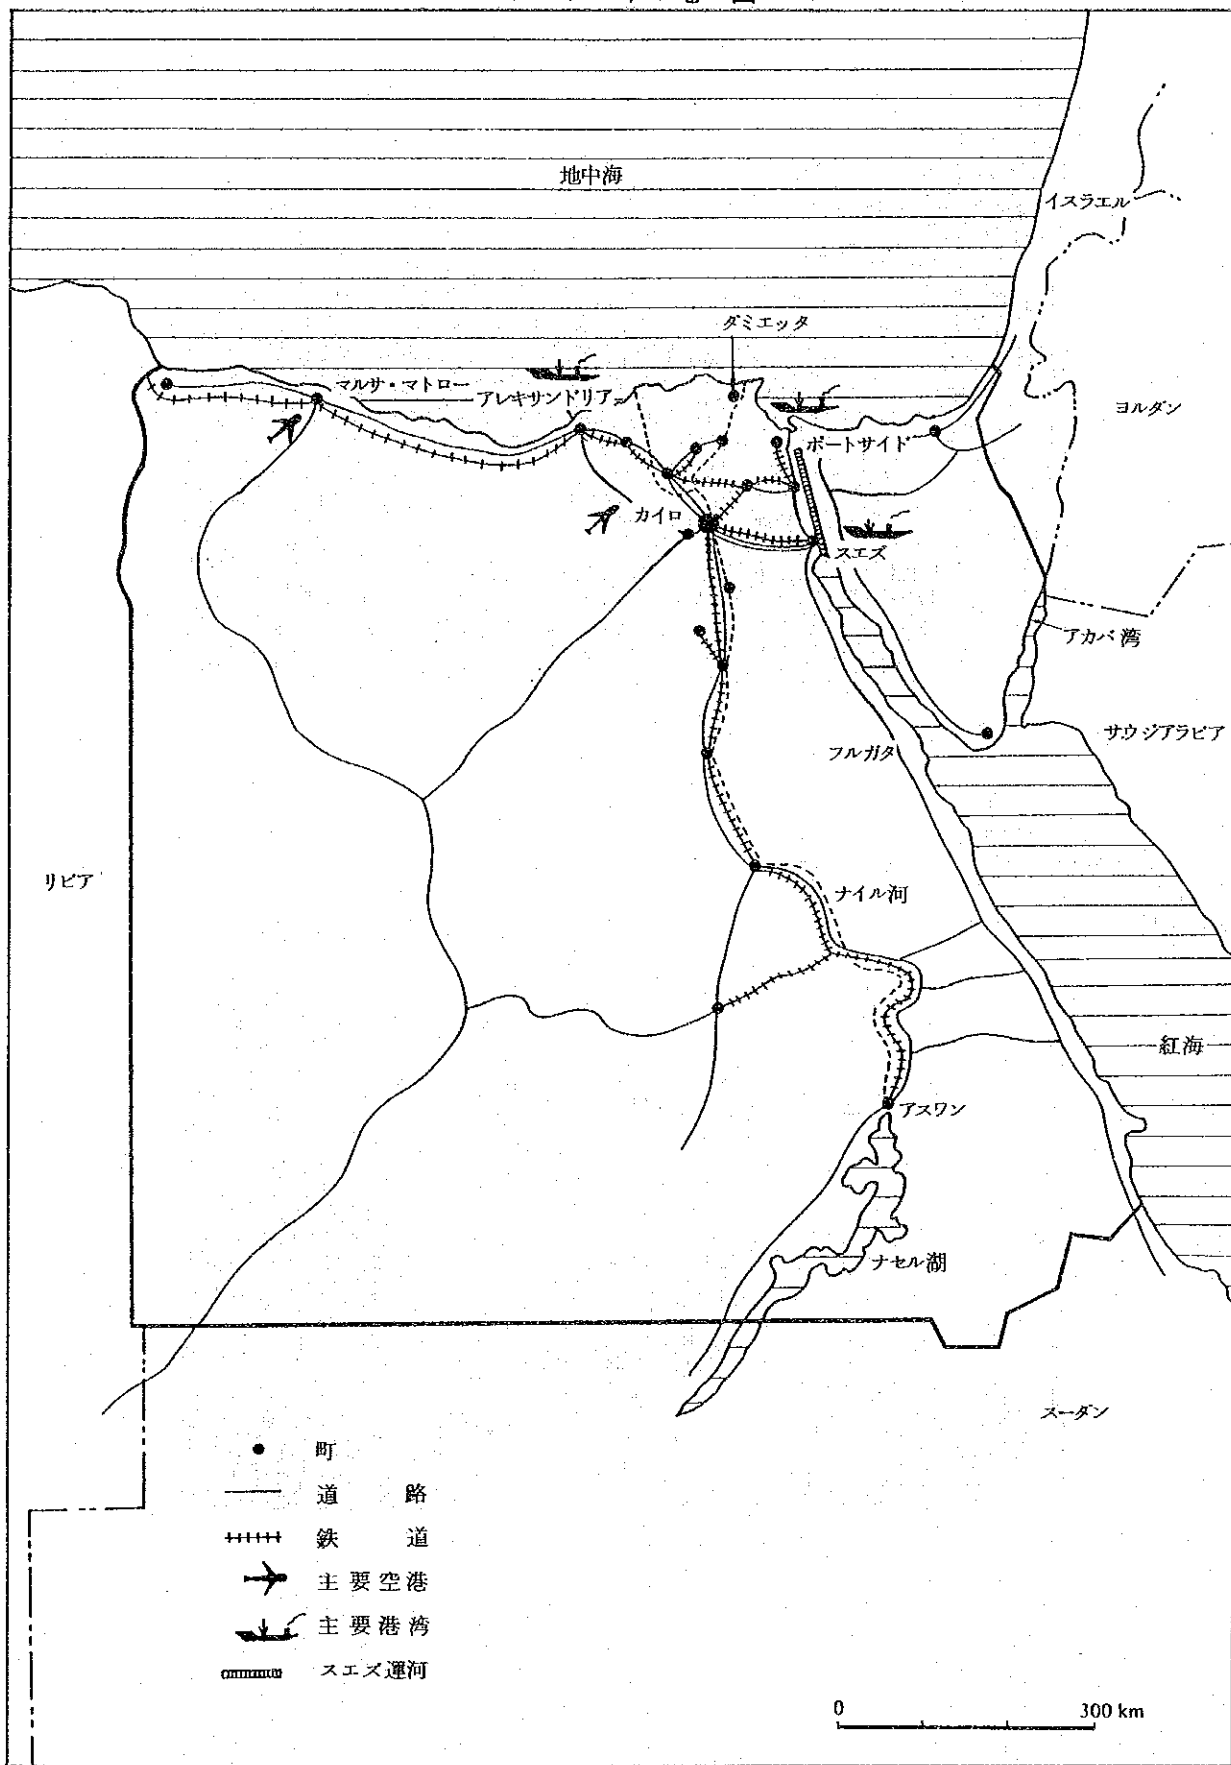 地中海
イスラエル
ダミエッタ
マルサ・マトロー
アレキサンドリア
ヨルダン
ポートサイド
カイロ
スエズ
アカバ湾
サウジアラビア
フルガタ
リビア
ナイル河
紅海
アスワン
ナセル湖
スーダン
町
道路
鉄道
主要空港
主要港湾
スエズ運河
0 300 km